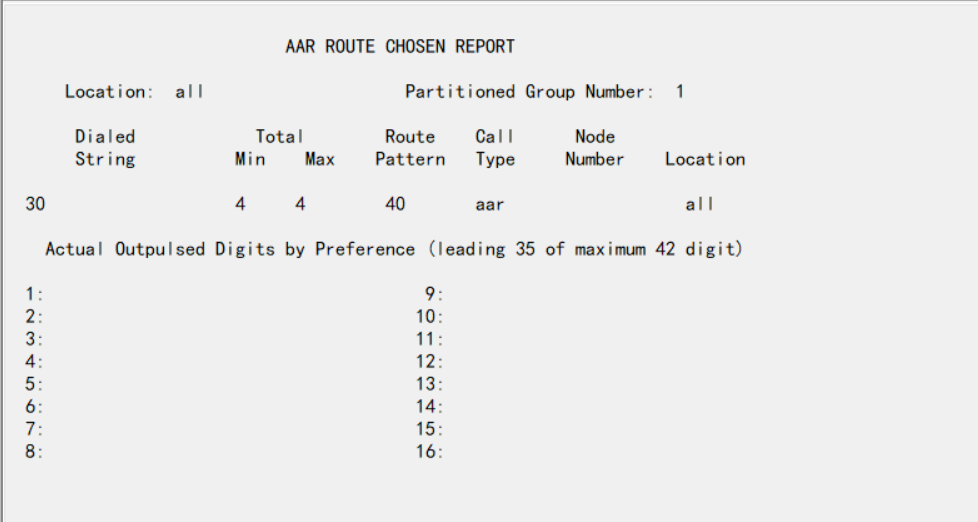 AAR ROUTE CHOSEN REPORT
Location: all Partitioned Group Number: 1
Dialed Total Route Call Node
String Min Max Pattern Type Number Location
30 4 4 40 aar all
Actual Outpulsed Digits by Preference (leading 35 of maximum 42 digit)
1: 9:
2: 10:
3: 11:
4: 12:
5: 13:
6: 14:
7: 15:
8: 16: